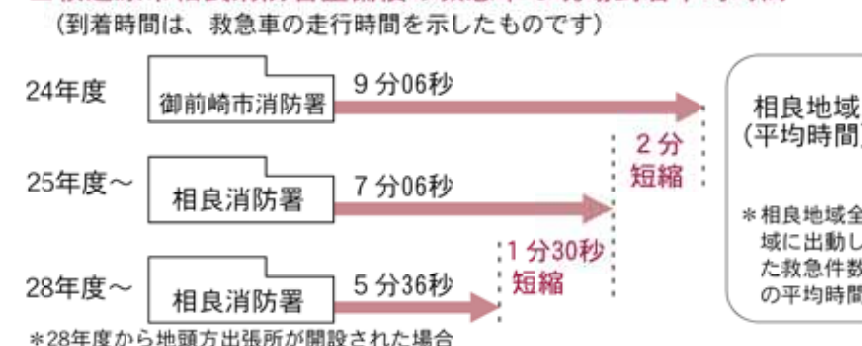 (到着時間は、救急車の走行時間を示したものです)
24年度
御前崎市消防署
9分06秒
2分
短縮
25年度～
相良消防署
7分06秒
1分30秒
短縮
28年度～
相良消防署
5分36秒
*28年度から地頭方出張所が開設された場合
相良地域
(平均時間
*相良地域全
域に出動し
た救急件数
の平均時間